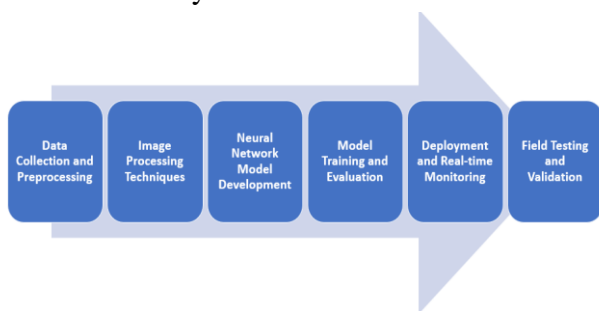 Data
Collection and
Preprocessing
Image
Processing
Techniques
Neural
Network
Model
Development
Model
Training and
Evaluation
Deployment
and Real-time
Monitoring
Field Testing
and
Validation